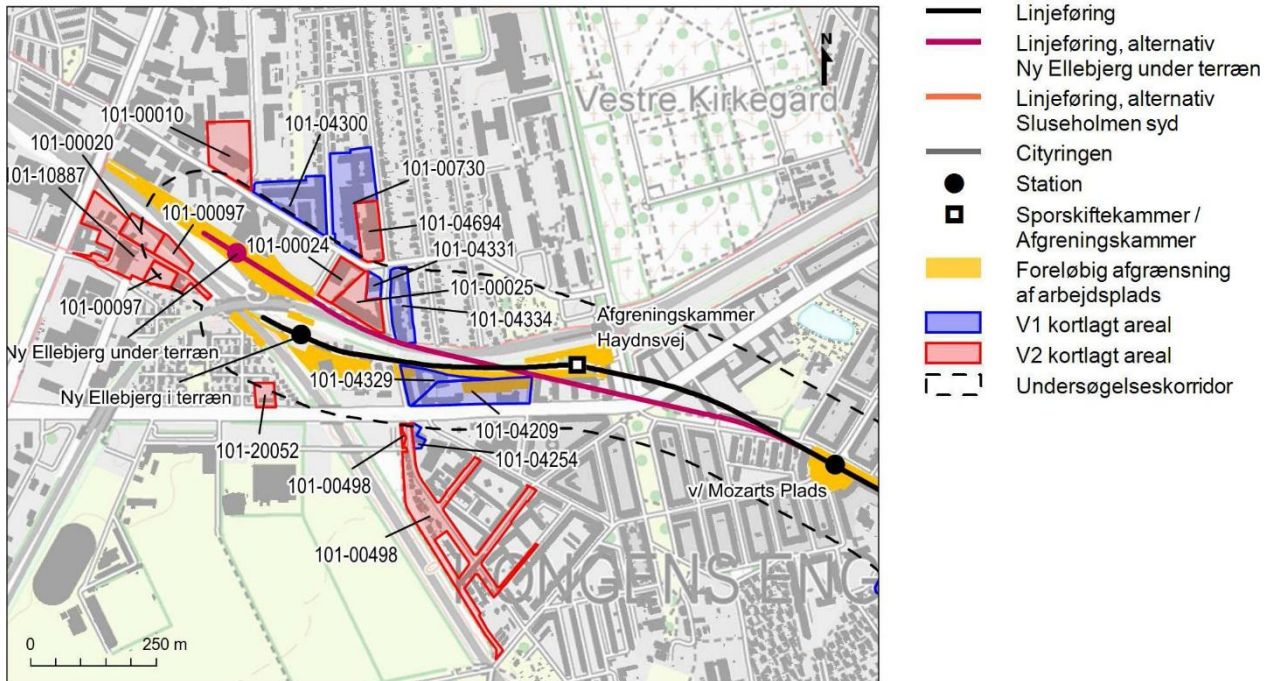 N
Vestre Kirkegård
101-00010
101-04300
101-00020
101-00730
101-10887
101-00097
101-04694
101-00024
101-04331
101-00025
101-04334
101-00097
Afgreningskammer
Haydnsvej
Ny Ellebjerg under terræn
101-04329
Ny Ellebjerg i terræn
101-04209
101-20052
101-04254
101-00498
v/ Mozarts Plads
101-00498
KONGENS ENG
0 250 m
Linjeføring
Linjeføring, alternativ
Ny Ellebjerg under terræn
Linjeføring, alternativ
Sluseholmen syd
Cityringen
Station
Sporskiftekammer /
Afgreningskammer
Foreløbig afgrænsning
af arbejdsplads
V1 kortlagt areal
V2 kortlagt areal
Undersøgelseskorridor